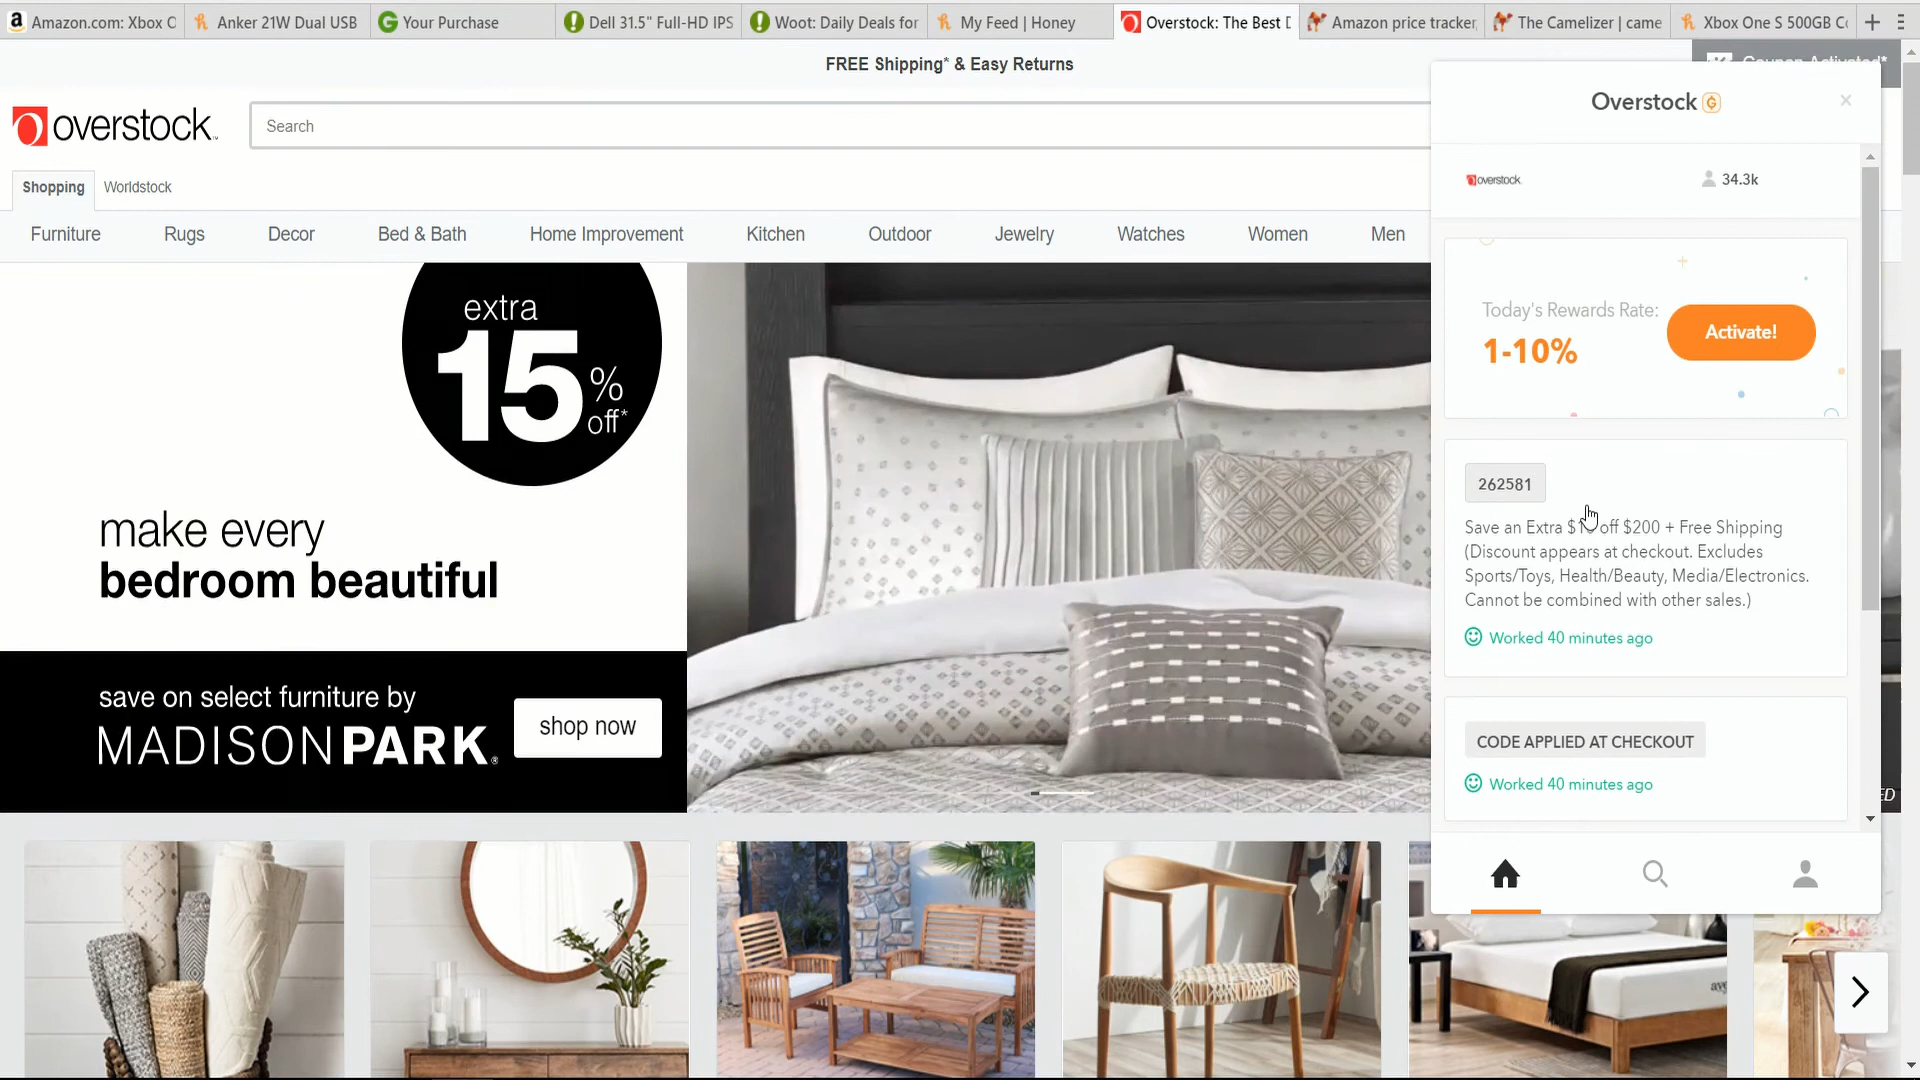 Amazon.com: Xbox O
Anker 21W Dual USB
Your Purchase
Dell 31.5" Full-HD IPS
Woot: Daily Deals for
My Feed | Honey
Overstock: The Best D
Amazon price tracker,
The Camelizer | came
Xbox One S 500GB Co
FREE Shipping* & Easy Returns
overstock.
Search
Shopping
Worldstock
Furniture
Rugs
Decor
Bed & Bath
Home Improvement
Kitchen
Outdoor
Jewelry
Watches
Women
Men
extra
15%
off*
make every
bedroom beautiful
save on select furniture by
MADISON PARK.
shop now
Coupon Activated*
Overstock
overstock.
34.3k
Today's Rewards Rate:
1-10%
Activate!
262581
Save an Extra off $200 + Free Shipping
(Discount appears at checkout. Excludes
Sports/Toys, Health/Beauty, Media/Electronics.
Cannot be combined with other sales.)
Worked 40 minutes ago
CODE APPLIED AT CHECKOUT
Worked 40 minutes ago